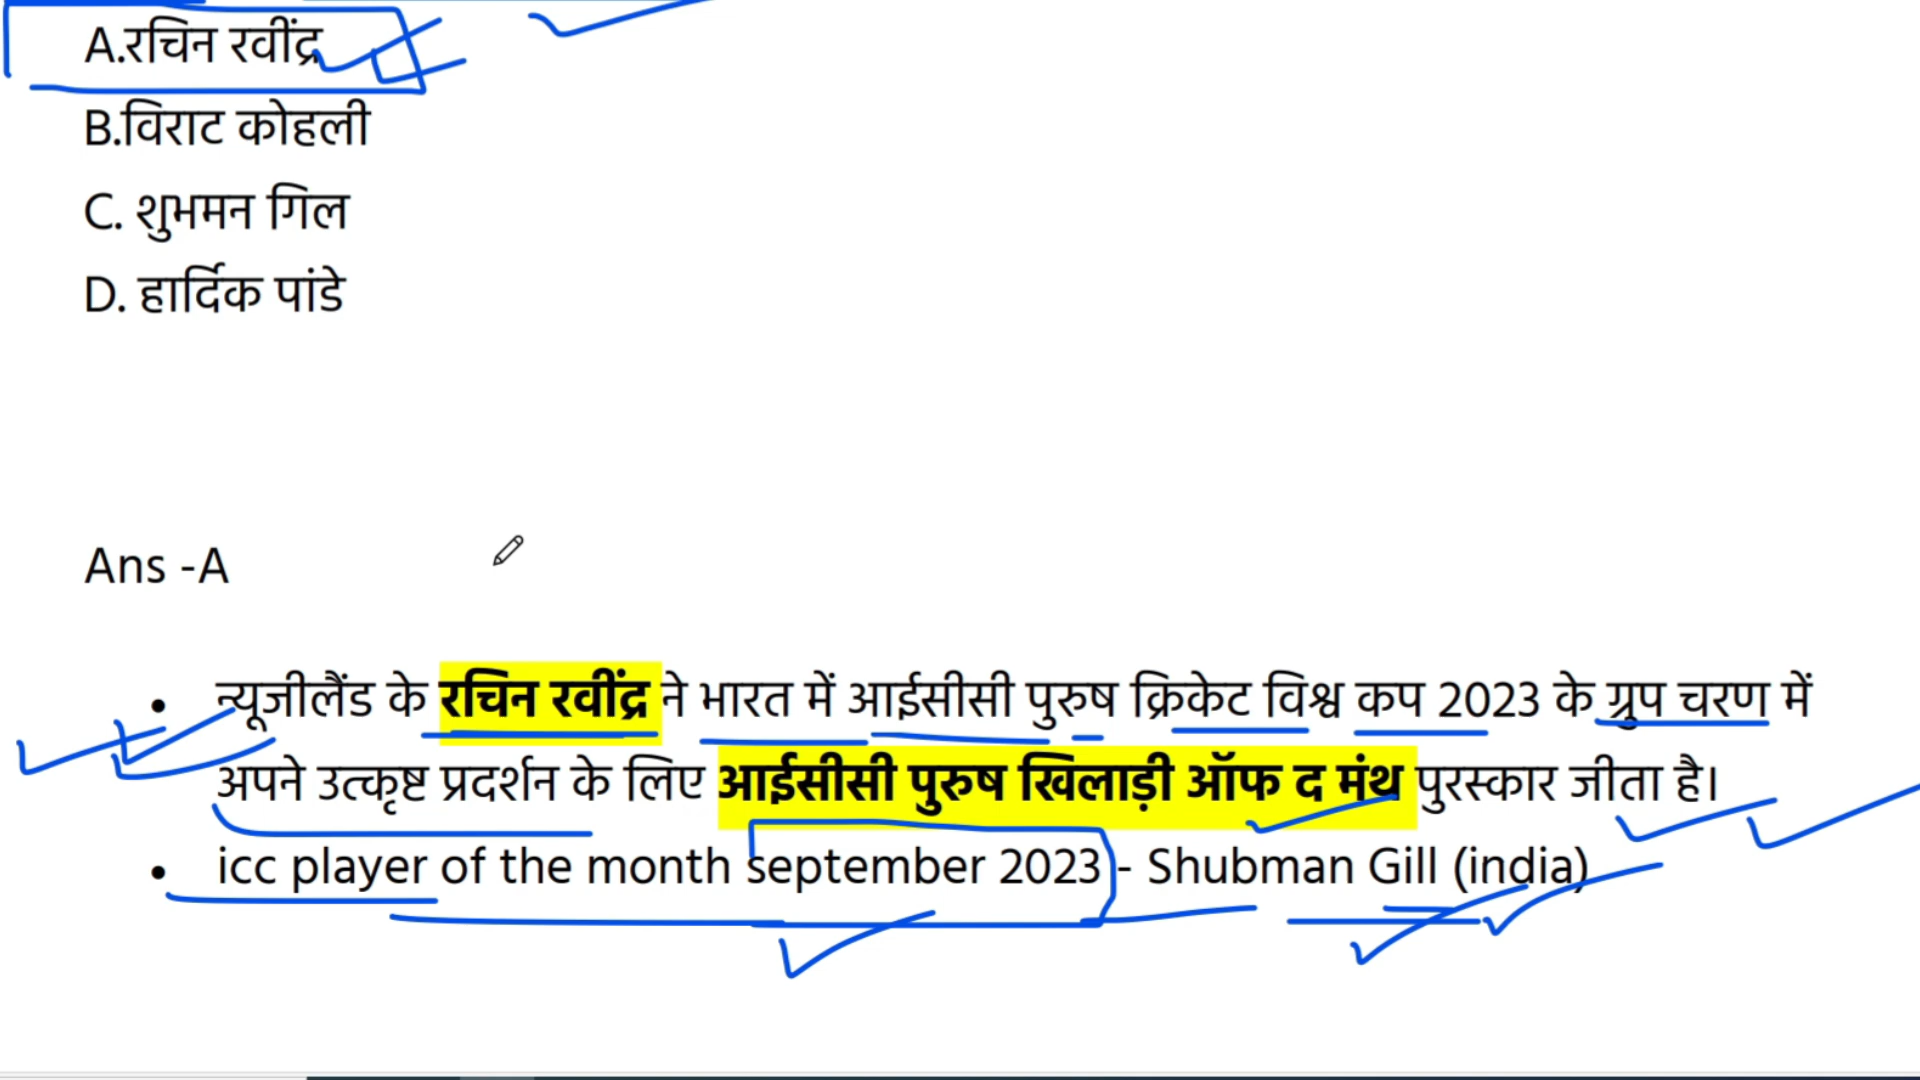 A.रचिन रवींद्र
B.विराट कोहली
C. शुभमन गिल
D. हार्दिक पांडे
Ans -A
• न्यूजीलैंड के रचिन रवींद्र ने भारत में आईसीसी पुरुष क्रिकेट विश्व कप 2023 के ग्रुप चरण में
अपने उत्कृष्ट प्रदर्शन के लिए आईसीसी पुरुष खिलाड़ी ऑफ द मंथ पुरस्कार जीता है।
• icc player of the month september 2023 - Shubman Gill (india)